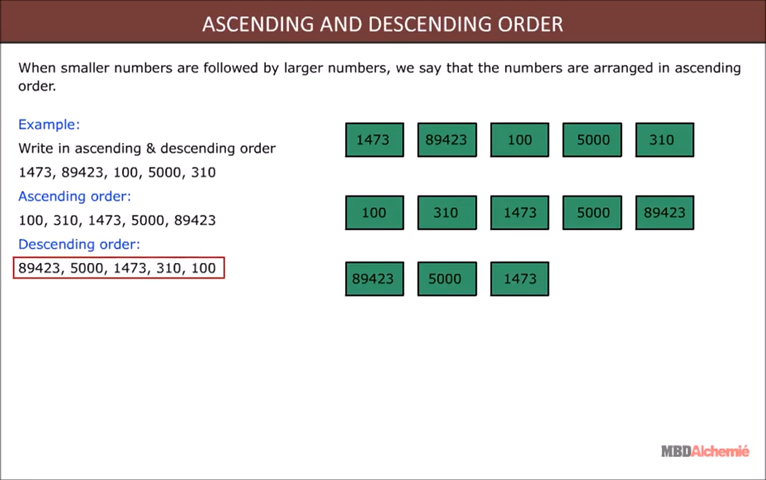 ASCENDING AND DESCENDING ORDER
When smaller numbers are followed by larger numbers, we say that the numbers are arranged in ascending
order.
Example:
Write in ascending & descending order
1473, 89423, 100, 5000, 310
Ascending order:
100, 310, 1473, 5000, 89423
Descending order:
89423, 5000, 1473, 310, 100
1473 89423 100 5000 310
100 310 1473 5000 89423
89423 5000 1473
MBDAlchemié